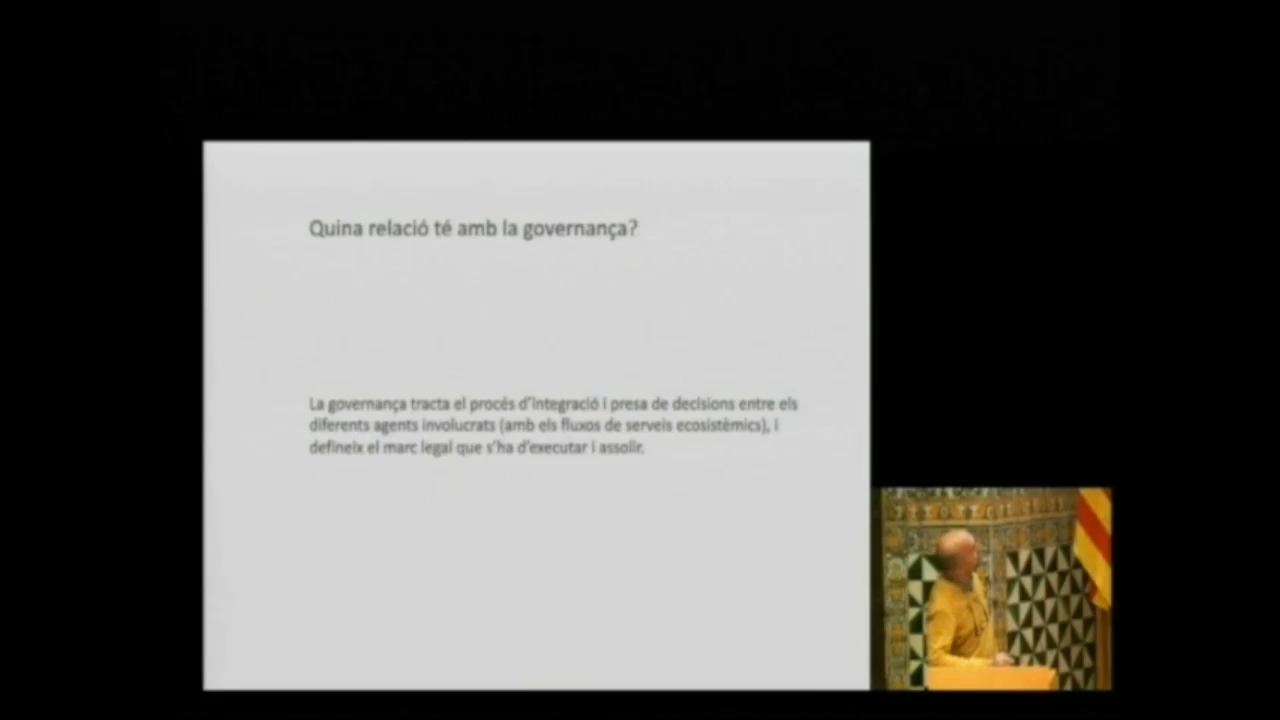 Quina relació té amb la governança?
La governança tracta el procés d'integració i presa de decisions entre els
diferents agents involucrats (amb els fluxos de serveis ecosistèmics), i
defineix el marc legal que s'ha d'executar i assolir.